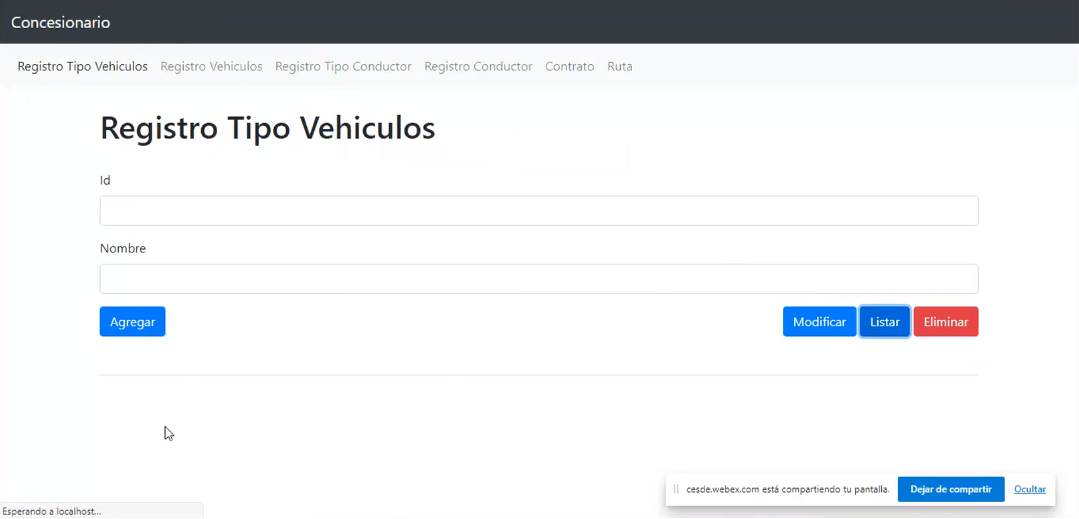 Concesionario
Registro Tipo Vehiculos Registro Vehiculos Registro Tipo Conductor Registro Conductor Contrato Ruta
Registro Tipo Vehiculos
Id
Nombre
Agregar Modificar Listar Eliminar
cesde.webex.com está compartiendo tu pantalla. Dejar de compartir Ocultar
Esperando a localhost...